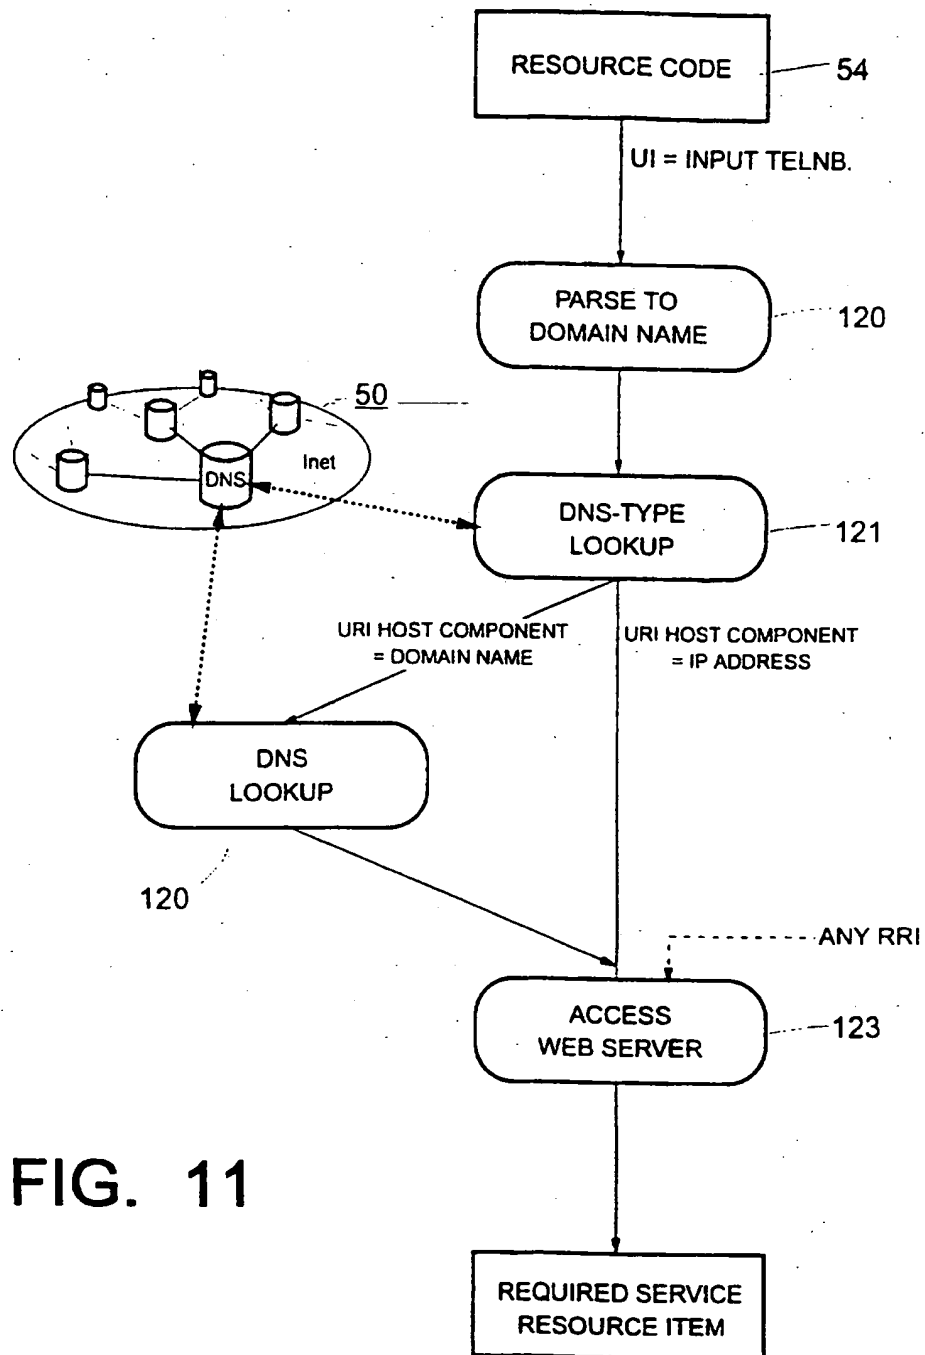 RESOURCE CODE
54
UI = INPUT TELNB.
PARSE TO
DOMAIN NAME
120
50
Inet
DNS
DNS-TYPE
LOOKUP
121
URI HOST COMPONENT
= DOMAIN NAME
URI HOST COMPONENT
= IP ADDRESS
DNS
LOOKUP
120
ANY RRI
ACCESS
WEB SERVER
123
FIG. 11
REQUIRED SERVICE
RESOURCE ITEM